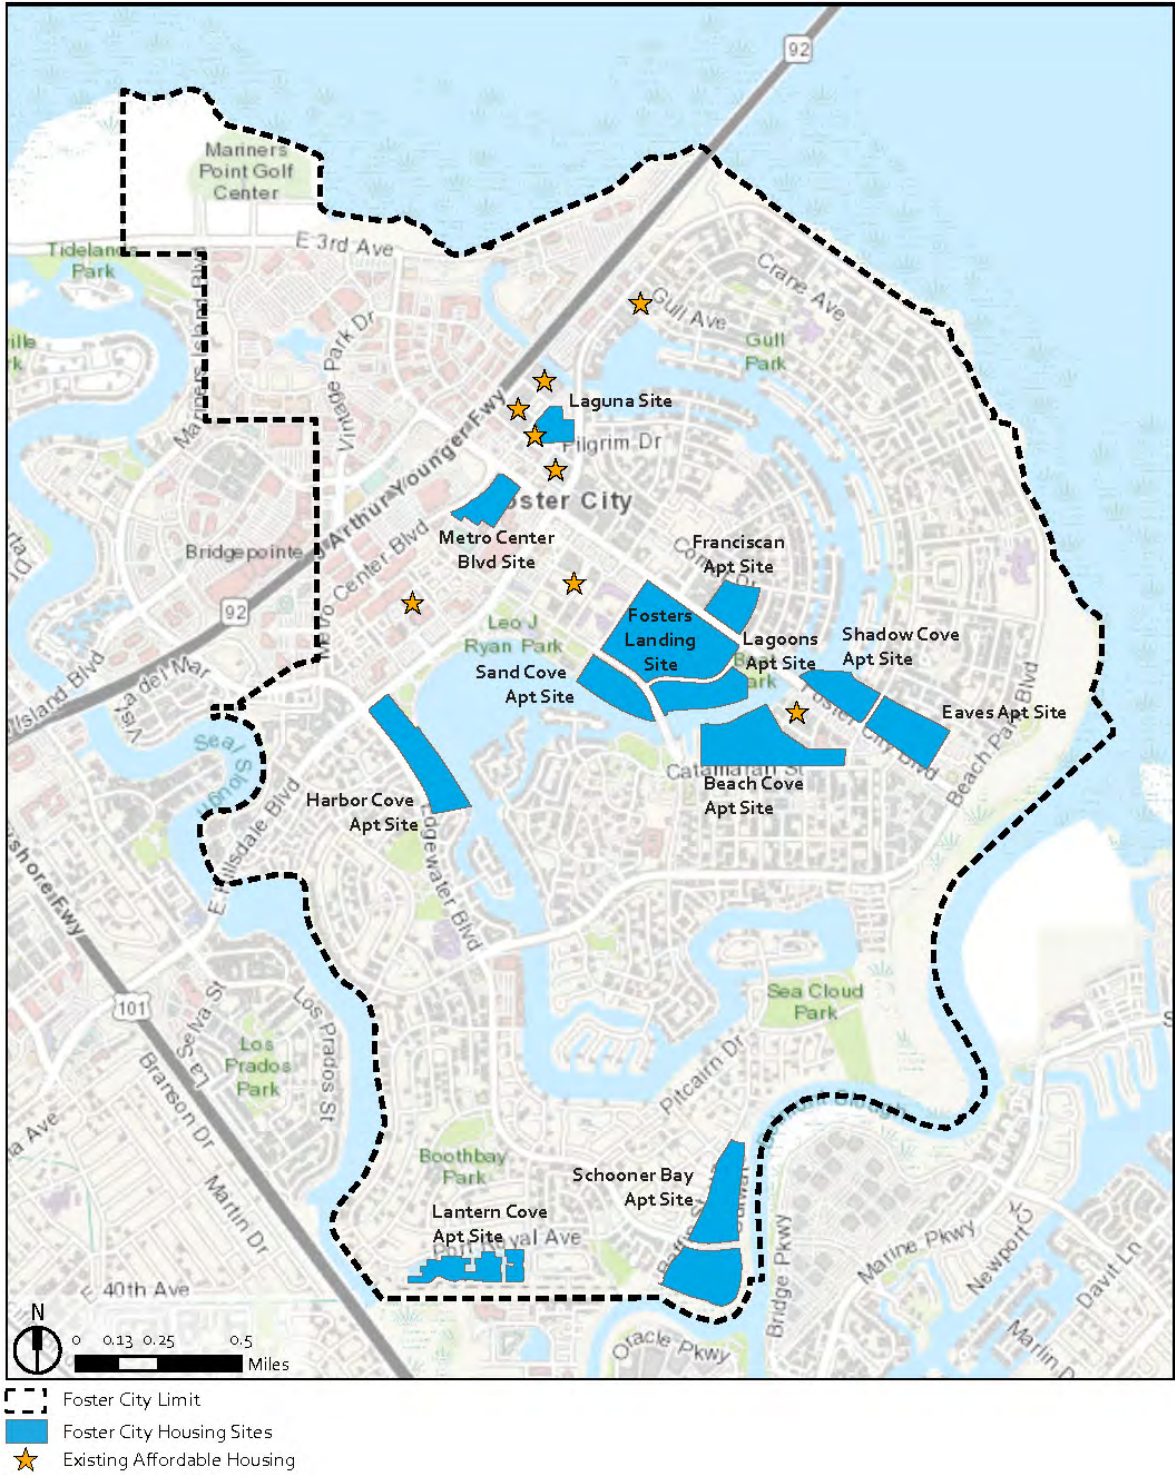 92
Mariners
Point Golf
Center
E 3rd Ave
Tidelands
Park
Mariners Island Blvd
Vintage Park Dr
Crane Ave
Gull Ave
Gull
Park
Laguna Site
Pilgrim Dr
J Arthur Younger Fwy
oster City
Metro Center
Blvd Site
Bridgepointe
Metro Center Blvd
92
Franciscan
Apt Site
Leo J
Ryan Park
Fosters
Landing
Site
Lagoons
Apt Site
Shadow Cove
Apt Site
Sand Cove
Apt Site
Eaves Apt Site
Foster City Blvd
Beach Park Blvd
Catamaran St
Beach Cove
Apt Site
Island Blvd
Vista del Mar
Seal Slough
Harbor Cove
Apt Site
E Hillsdale Blvd
Edgewater Blvd
shore Fwy
101
La Selva St
Los Prados St
Los
Prados
Park
Branson Dr
Martin Dr
Sea Cloud
Park
Pitcairn Dr
Boothbay
Park
Schooner Bay
Apt Site
Lantern Cove
Apt Site
Port Royal Ave
E 40th Ave
Bridge Pkwy
Marine Pkwy
Davit Ln
Oracle Pkwy
N
0 0.13 0.25 0.5
Miles
Foster City Limit
Foster City Housing Sites
Existing Affordable Housing